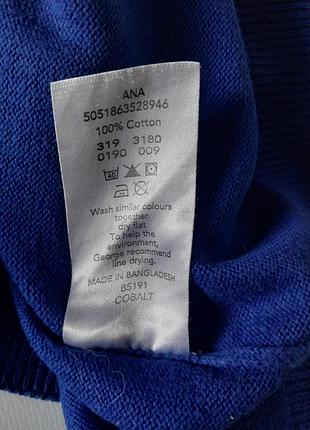 ANA
5051863528946
100% Cotton
319 3180
0190 009
Wash similar colours
together
dry flat
To help the
environment,
George recommend
line drying.
MADE IN BANGLADESH
85191
COBALT